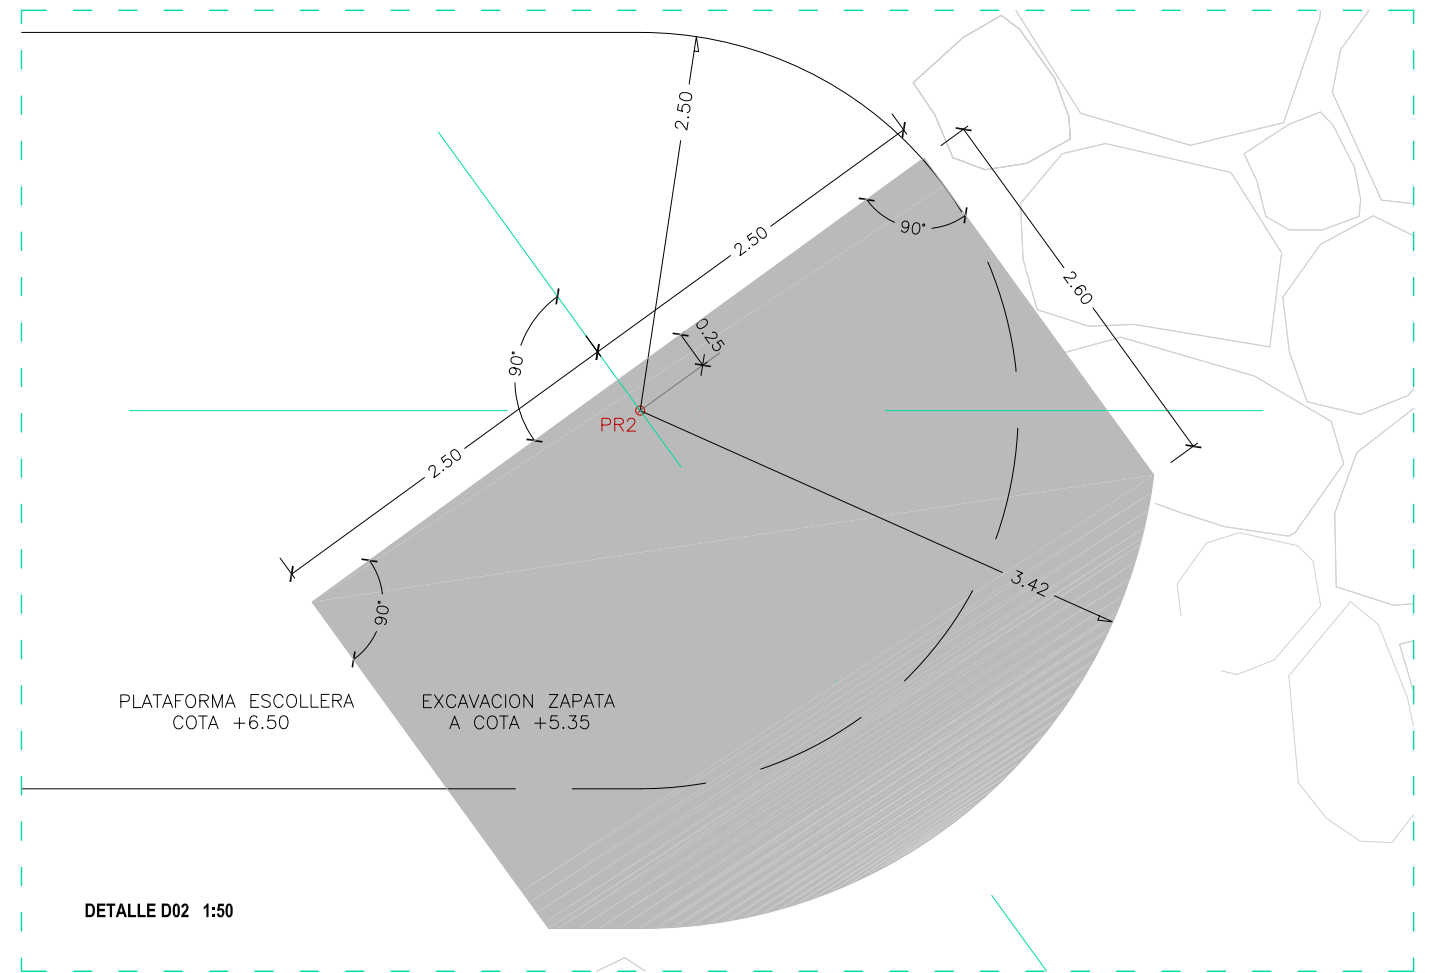 2.50
2.50
90°
2.60
0.25
90°
PR2
2.50
3.42
90°
PLATAFORMA ESCOLLERA
COTA +6.50
EXCAVACION ZAPATA
A COTA +5.35
DETALLE D02 1:50